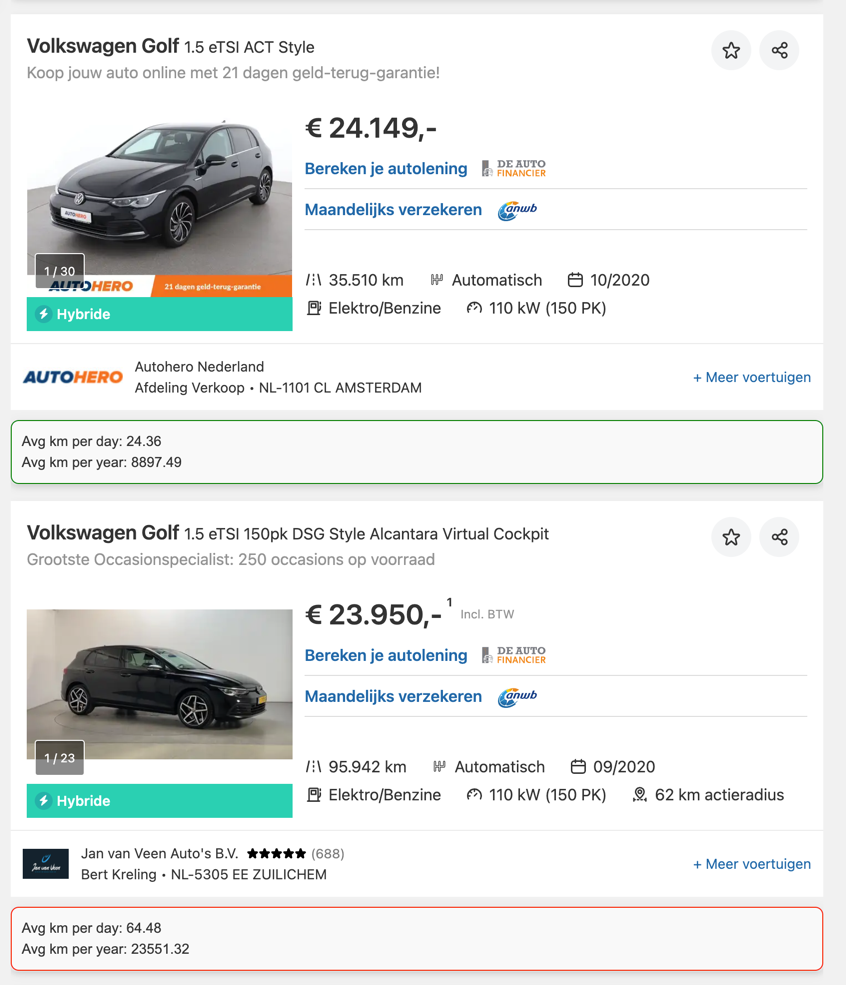 Volkswagen Golf 1.5 eTSI ACT Style
Koop jouw auto online met 21 dagen geld-terug-garantie!
€ 24.149,-
Bereken je autolening DE AUTO FINANCIER
Maandelijks verzekeren anwb
AUTOHERO
1 / 30
AUTOHERO 21 dagen geld-terug-garantie
Hybride
35.510 km Automatisch 10/2020
Elektro/Benzine 110 kW (150 PK)
AUTOHERO
Autohero Nederland
Afdeling Verkoop • NL-1101 CL AMSTERDAM
+ Meer voertuigen
Avg km per day: 24.36
Avg km per year: 8897.49
Volkswagen Golf 1.5 eTSI 150pk DSG Style Alcantara Virtual Cockpit
Grootste Occasionspecialist: 250 occasions op voorraad
€ 23.950,- 1 Incl. BTW
Bereken je autolening DE AUTO FINANCIER
Maandelijks verzekeren anwb
1 / 23
Hybride
95.942 km Automatisch 09/2020
Elektro/Benzine 110 kW (150 PK) 62 km actieradius
Jan van Veen
Jan van Veen Auto's B.V. ★★★★★ (688)
Bert Kreling • NL-5305 EE ZUILICHEM
+ Meer voertuigen
Avg km per day: 64.48
Avg km per year: 23551.32